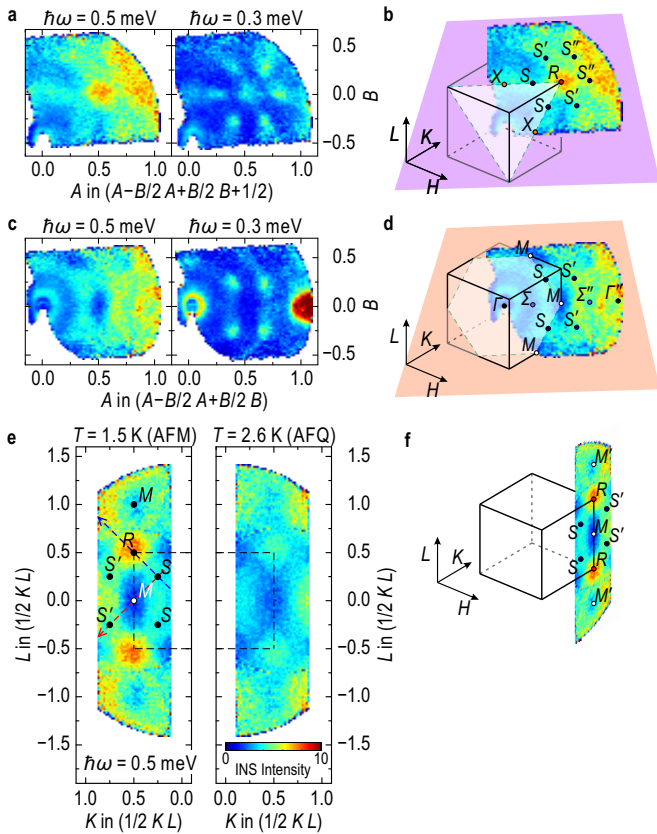 a
ℏω = 0.5 meV
ℏω = 0.3 meV
0.5
0.0
−0.5
B
0.0 0.5 1.0 0.0 0.5 1.0
A in (A−B/2 A+B/2 B+1/2)
b
S′ S″
X S R S″
S S′
X
L
K
H
c
ℏω = 0.5 meV
ℏω = 0.3 meV
0.5
0.0
−0.5
B
0.0 0.5 1.0 0.0 0.5 1.0
A in (A−B/2 A+B/2 B)
d
M
S S′
Γ Σ M Σ″ Γ″
S S′
M
L
K
H
e
T = 1.5 K (AFM)
T = 2.6 K (AFQ)
L in (1/2 K L)
1.5
1.0
0.5
0.0
−0.5
−1.0
−1.5
M
R
S′ S
M
S′ S
ℏω = 0.5 meV
0 10
INS Intensity
1.5
1.0
0.5
0.0
−0.5
−1.0
−1.5
L in (1/2 K L)
1.0 0.5 0.0
K in (1/2 K L)
0.0 0.5 1.0
K in (1/2 K L)
f
M′
R
S′
S M S′
S
R
M′
L
K
H